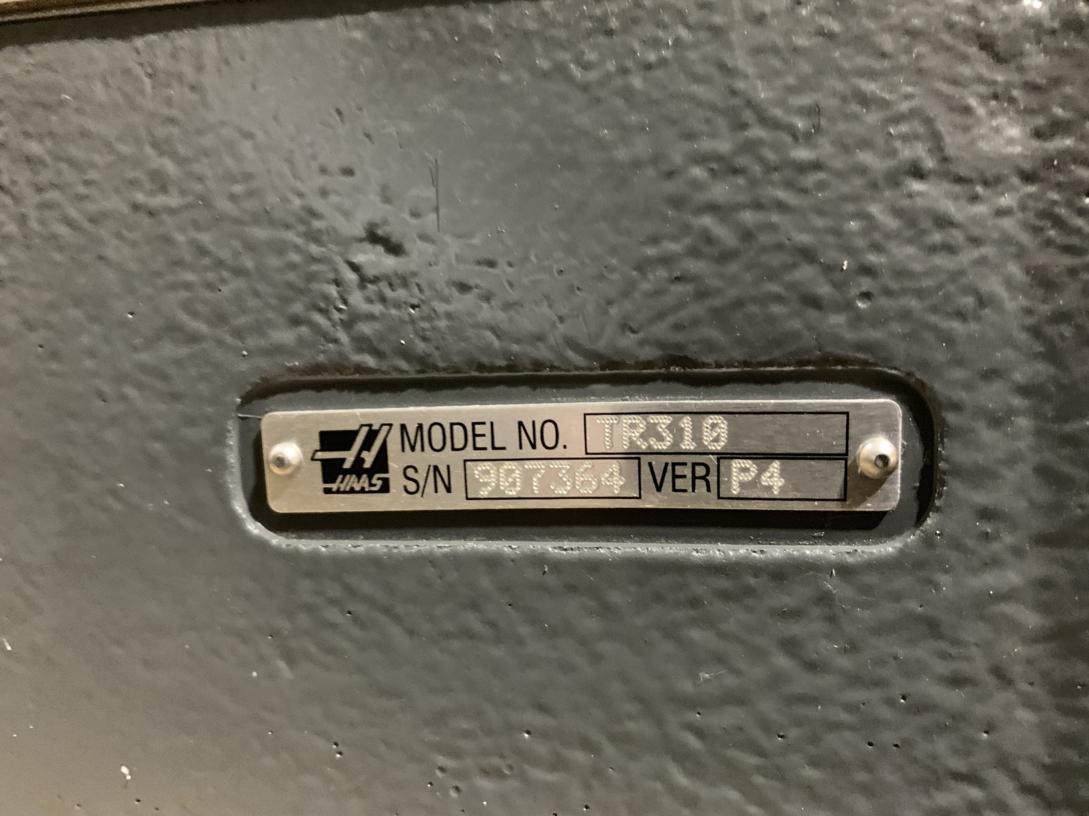 HAAS
MODEL NO. TR310
S/N 907364 VER P4